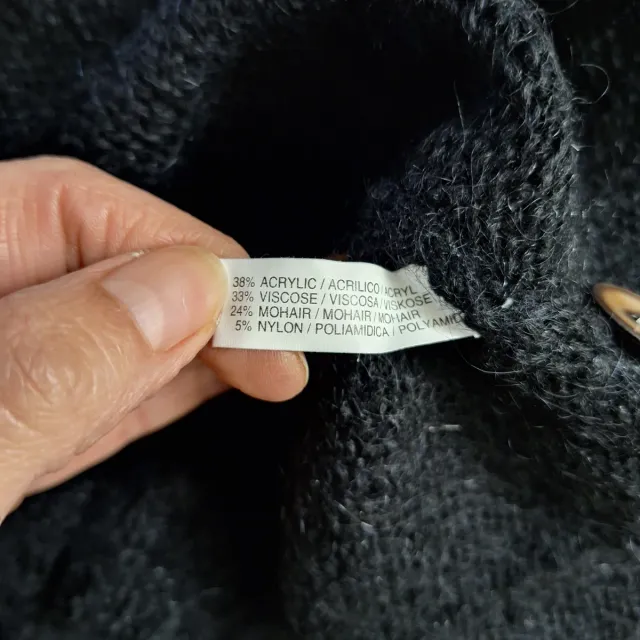 38% ACRYLIC / ACRILICO / ACRYL
33% VISCOSE / VISCOSA / VISKOSE
24% MOHAIR / MOHAIR / MOHAIR
5% NYLON / POLIAMIDICA / POLYAMID